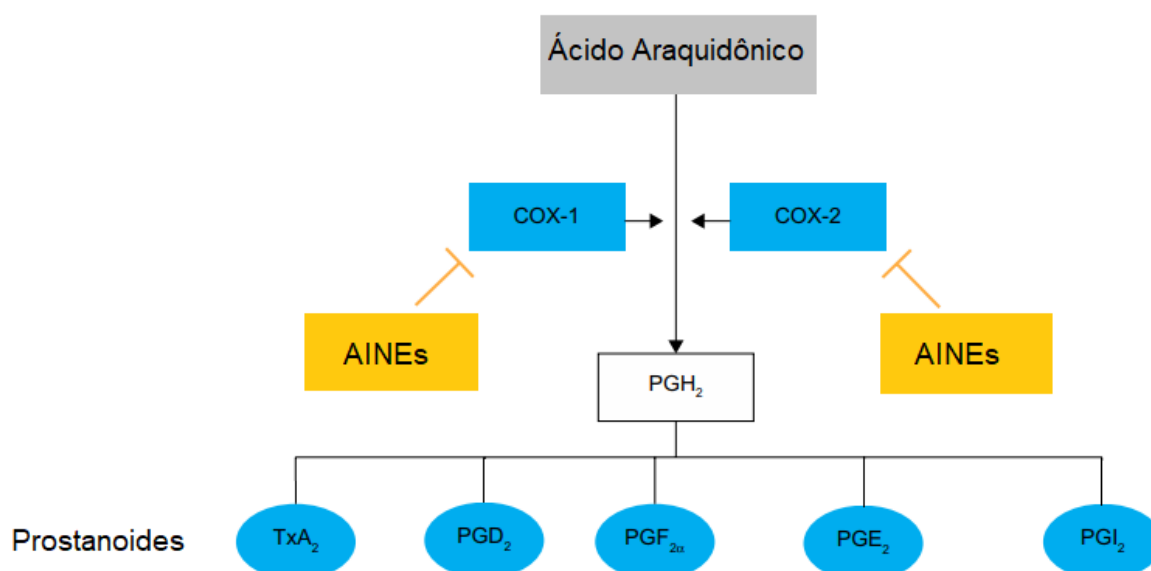 Ácido Araquidônico
COX-1
COX-2
AINEs
AINEs
PGH₂
Prostanoides
TxA₂
PGD₂
PGF₂α
PGE₂
PGI₂